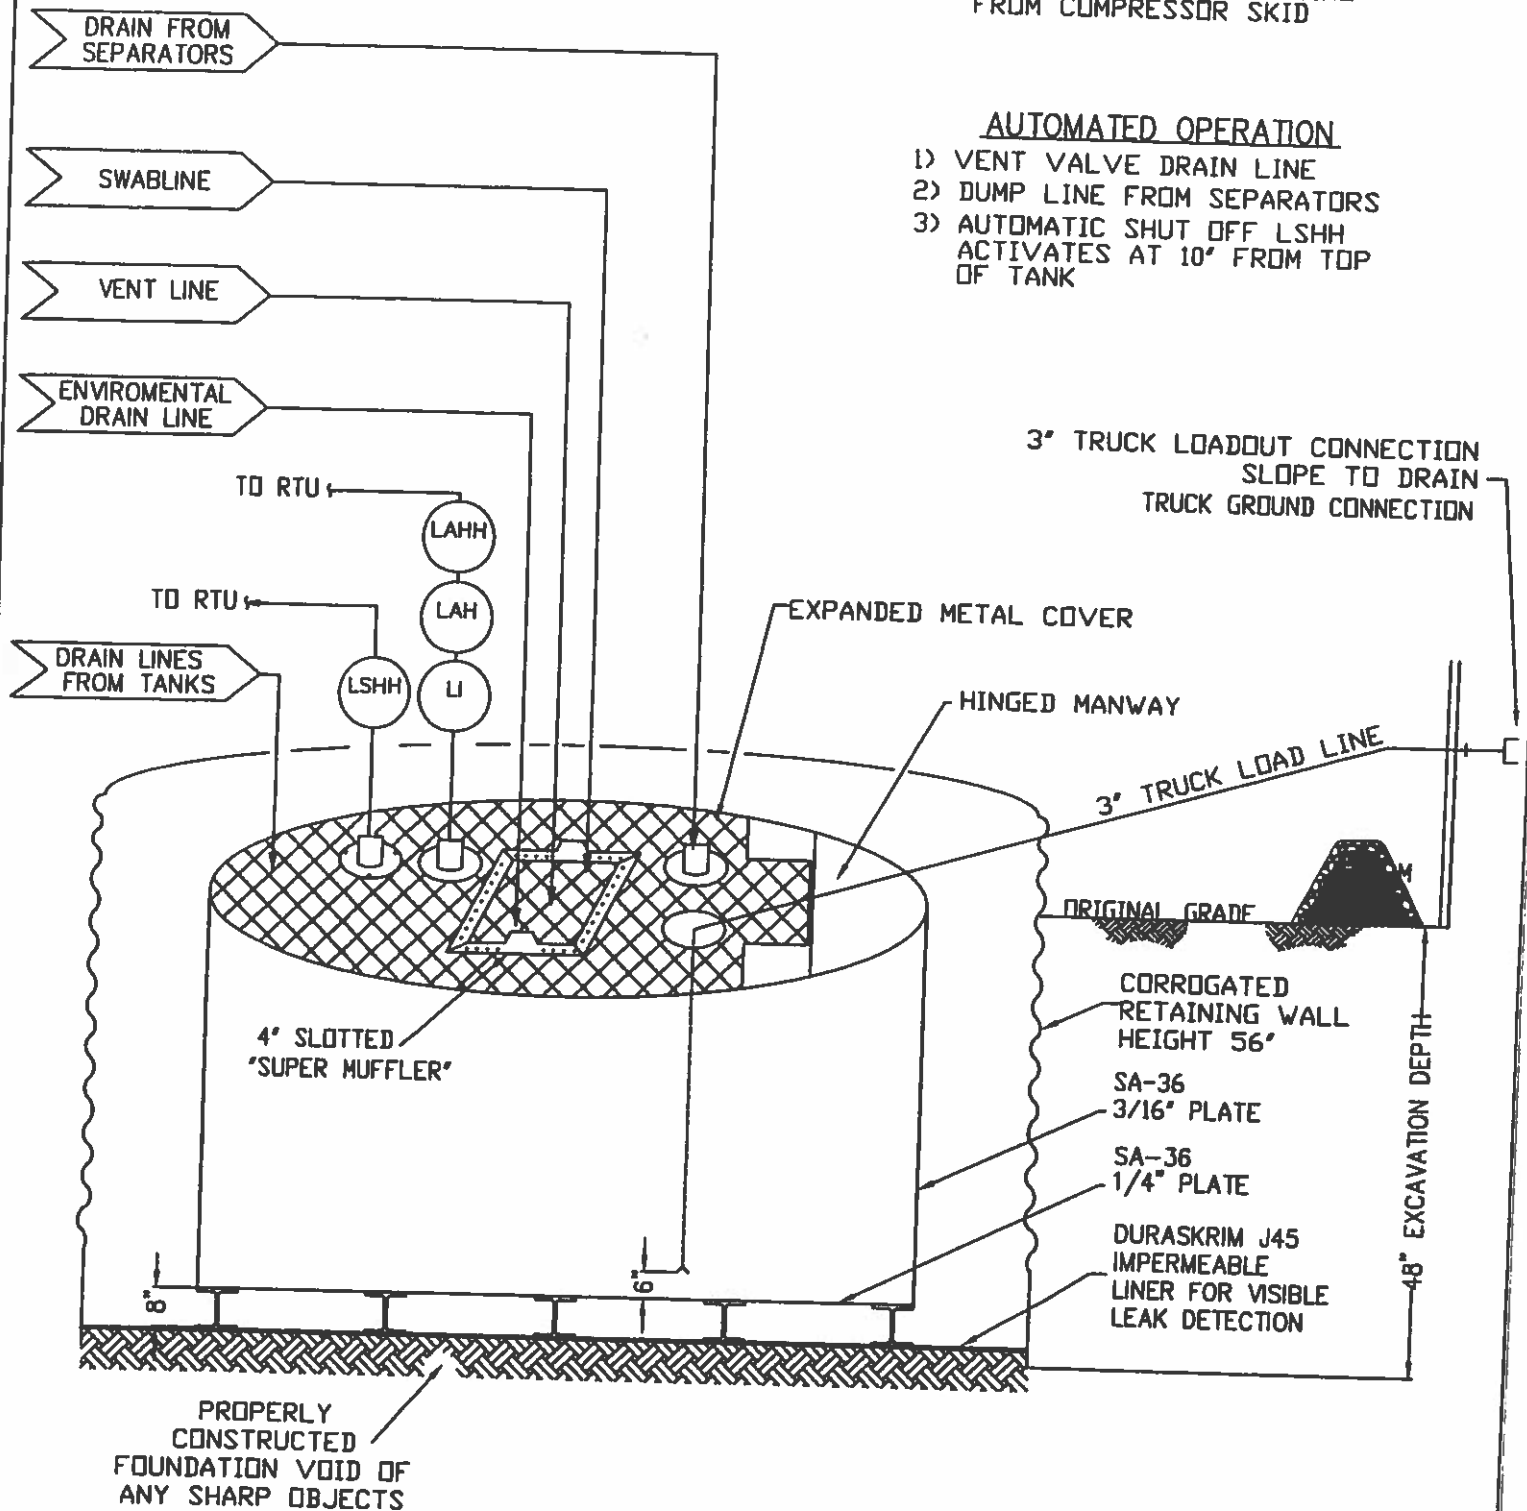 FROM COMPRESSOR SKID
DRAIN FROM
SEPARATORS
AUTOMATED OPERATION
1) VENT VALVE DRAIN LINE
2) DUMP LINE FROM SEPARATORS
3) AUTOMATIC SHUT OFF LSHH
ACTIVATES AT 10" FROM TOP
OF TANK
SWABLINE
VENT LINE
ENVIROMENTAL
DRAIN LINE
3" TRUCK LOADOUT CONNECTION
SLOPE TO DRAIN
TRUCK GROUND CONNECTION
TO RTU
LAHH
TO RTU
LAH
EXPANDED METAL COVER
DRAIN LINES
FROM TANKS
LSHH
LI
HINGED MANWAY
3" TRUCK LOAD LINE
ORIGINAL GRADE
4" SLOTTED
"SUPER MUFFLER"
CORROGATED
RETAINING WALL
HEIGHT 56"
SA-36
3/16" PLATE
SA-36
1/4" PLATE
DURASKRIM J45
IMPERMEABLE
LINER FOR VISIBLE
LEAK DETECTION
48" EXCAVATION DEPTH
8"
6"
PROPERLY
CONSTRUCTED
FOUNDATION VOID OF
ANY SHARP OBJECTS